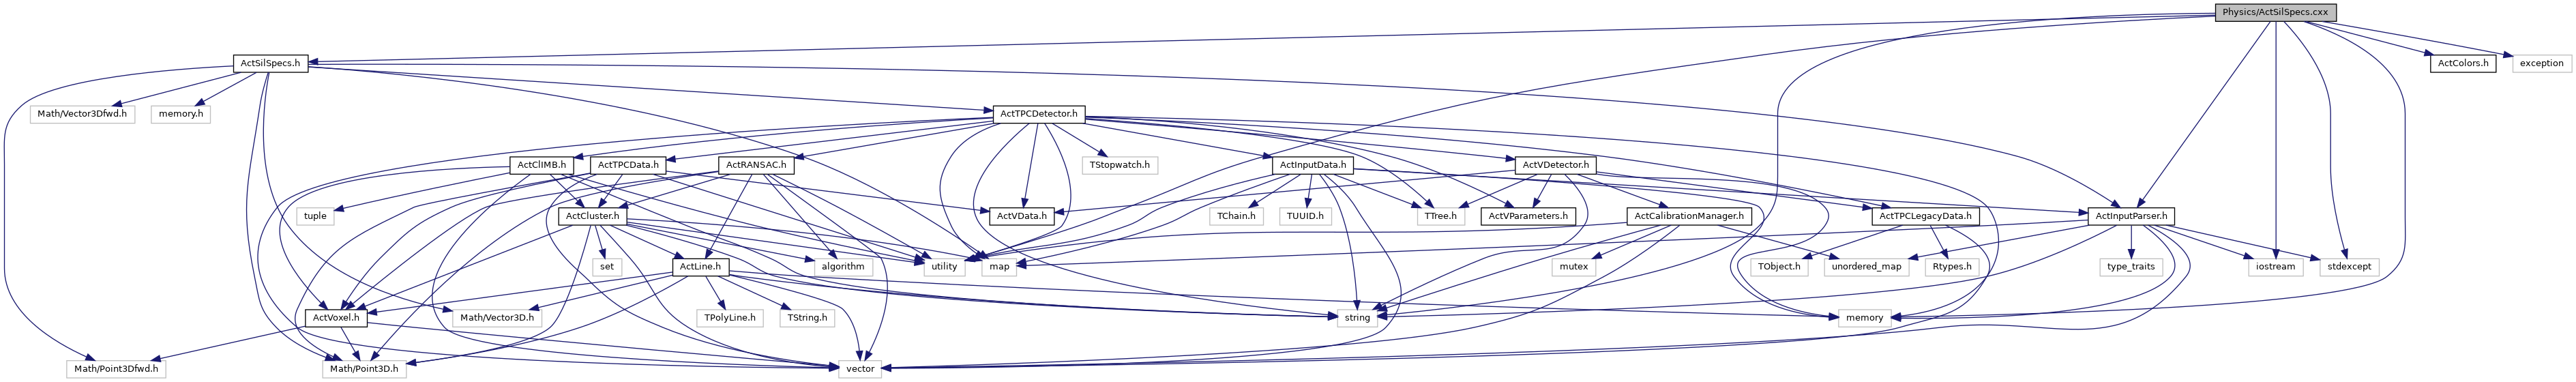 Physics/ActSilSpecs.cxx
ActSilSpecs.h
ActColors.h
exception
Math/Vector3Dfwd.h
memory.h
ActTPCDetector.h
ActClIMB.h
ActTPCData.h
ActRANSAC.h
TStopwatch.h
ActInputData.h
ActVDetector.h
tuple
ActCluster.h
ActVData.h
TChain.h
TUUID.h
TTree.h
ActVParameters.h
ActCalibrationManager.h
ActTPCLegacyData.h
ActInputParser.h
set
ActLine.h
algorithm
utility
map
mutex
TObject.h
unordered_map
Rtypes.h
type_traits
iostream
stdexcept
ActVoxel.h
Math/Vector3D.h
TPolyLine.h
TString.h
string
memory
Math/Point3Dfwd.h
Math/Point3D.h
vector